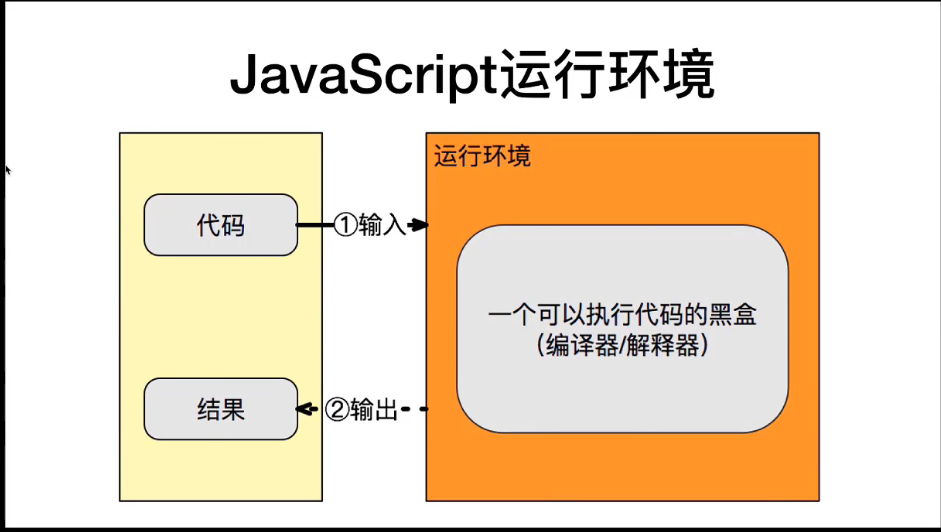 JavaScript运行环境
运行环境
代码
①输入
一个可以执行代码的黑盒
（编译器/解释器）
结果
②输出